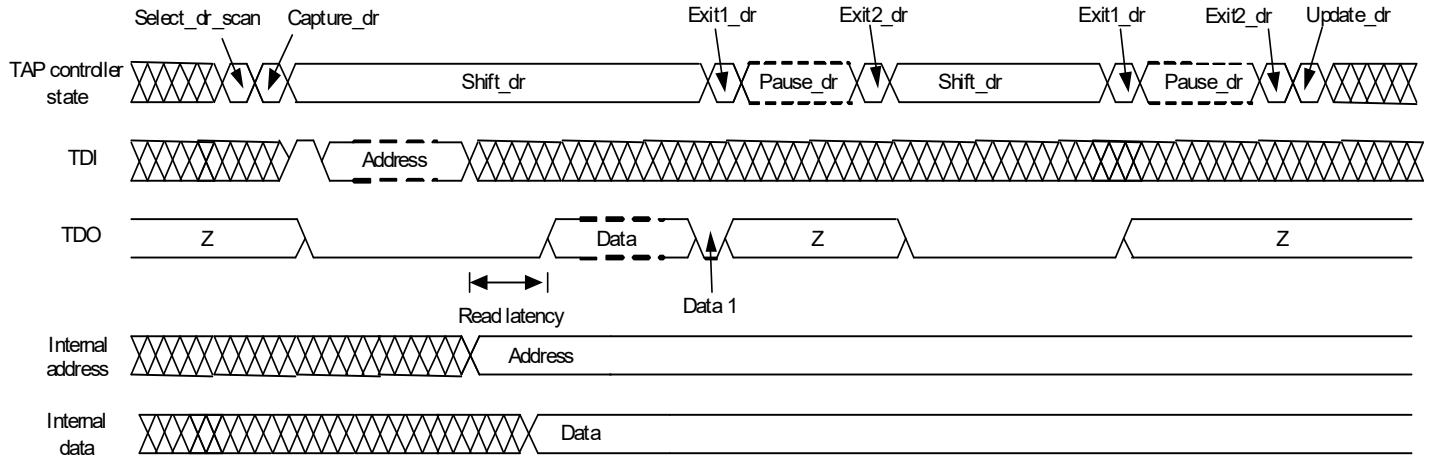 Select_dr_scan
Capture_dr
Exit1_dr
Exit2_dr
Exit1_dr
Exit2_dr
Update_dr
TAP controller
state
Shift_dr
Pause_dr
Shift_dr
Pause_dr
TDI
Address
TDO
Z
Data
Z
Z
Read latency
Data 1
Internal
address
Address
Internal
data
Data